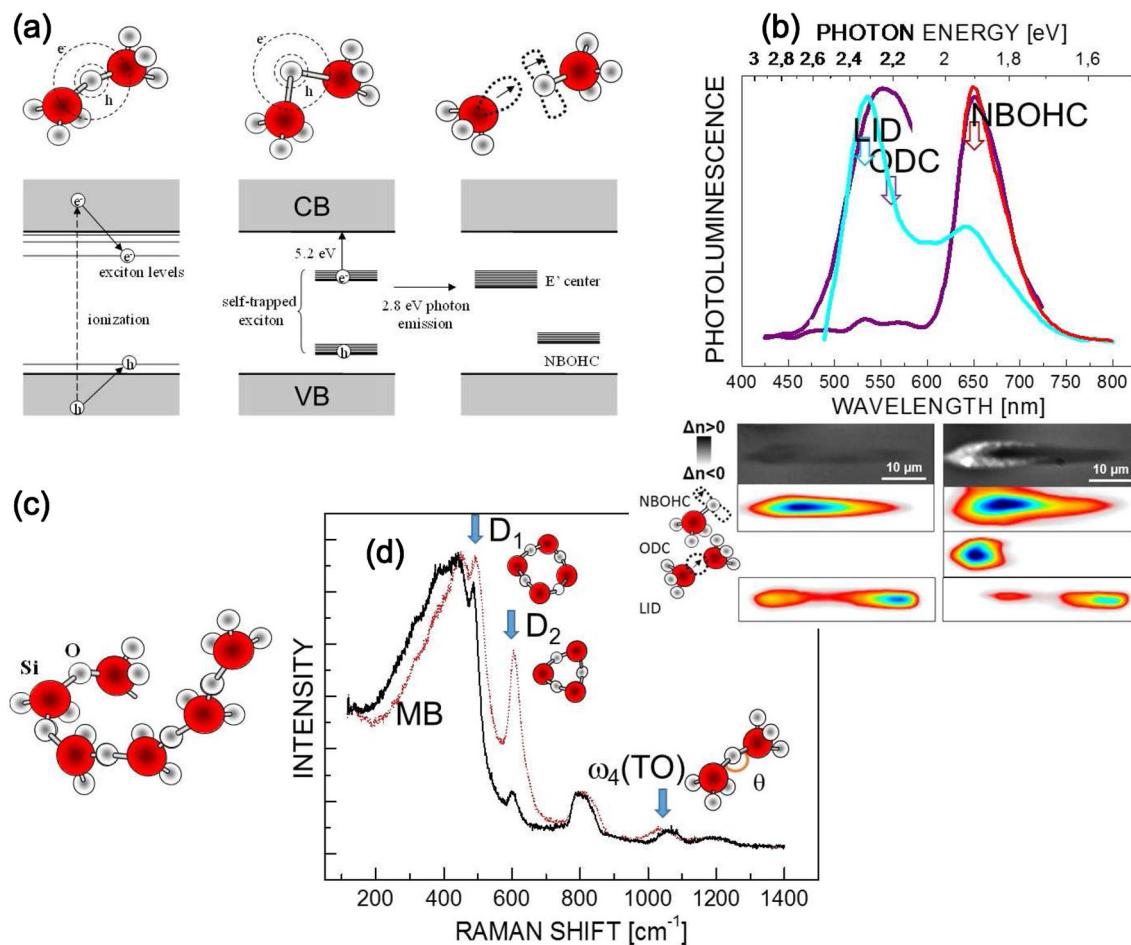 (a)
e-
h
e-
h
e-
CB
5.2 eV
e-
e-
exciton levels
E' center
self-trapped
exciton
2.8 eV photon
emission
ionization
h
h
NBOHC
h
VB
(b)
PHOTON ENERGY [eV]
3 2,8 2,6 2,4 2,2 2 1,8 1,6
PHOTOLUMINESCENCE
LID
ODC
NBOHC
400 450 500 550 600 650 700 750 800
WAVELENGTH [nm]
Δn>0
Δn<0
10 µm
10 µm
NBOHC
ODC
LID
(c)
Si
O
(d)
D1
D2
MB
ω4(TO)
θ
INTENSITY
200 400 600 800 1000 1200 1400
RAMAN SHIFT [cm-1]